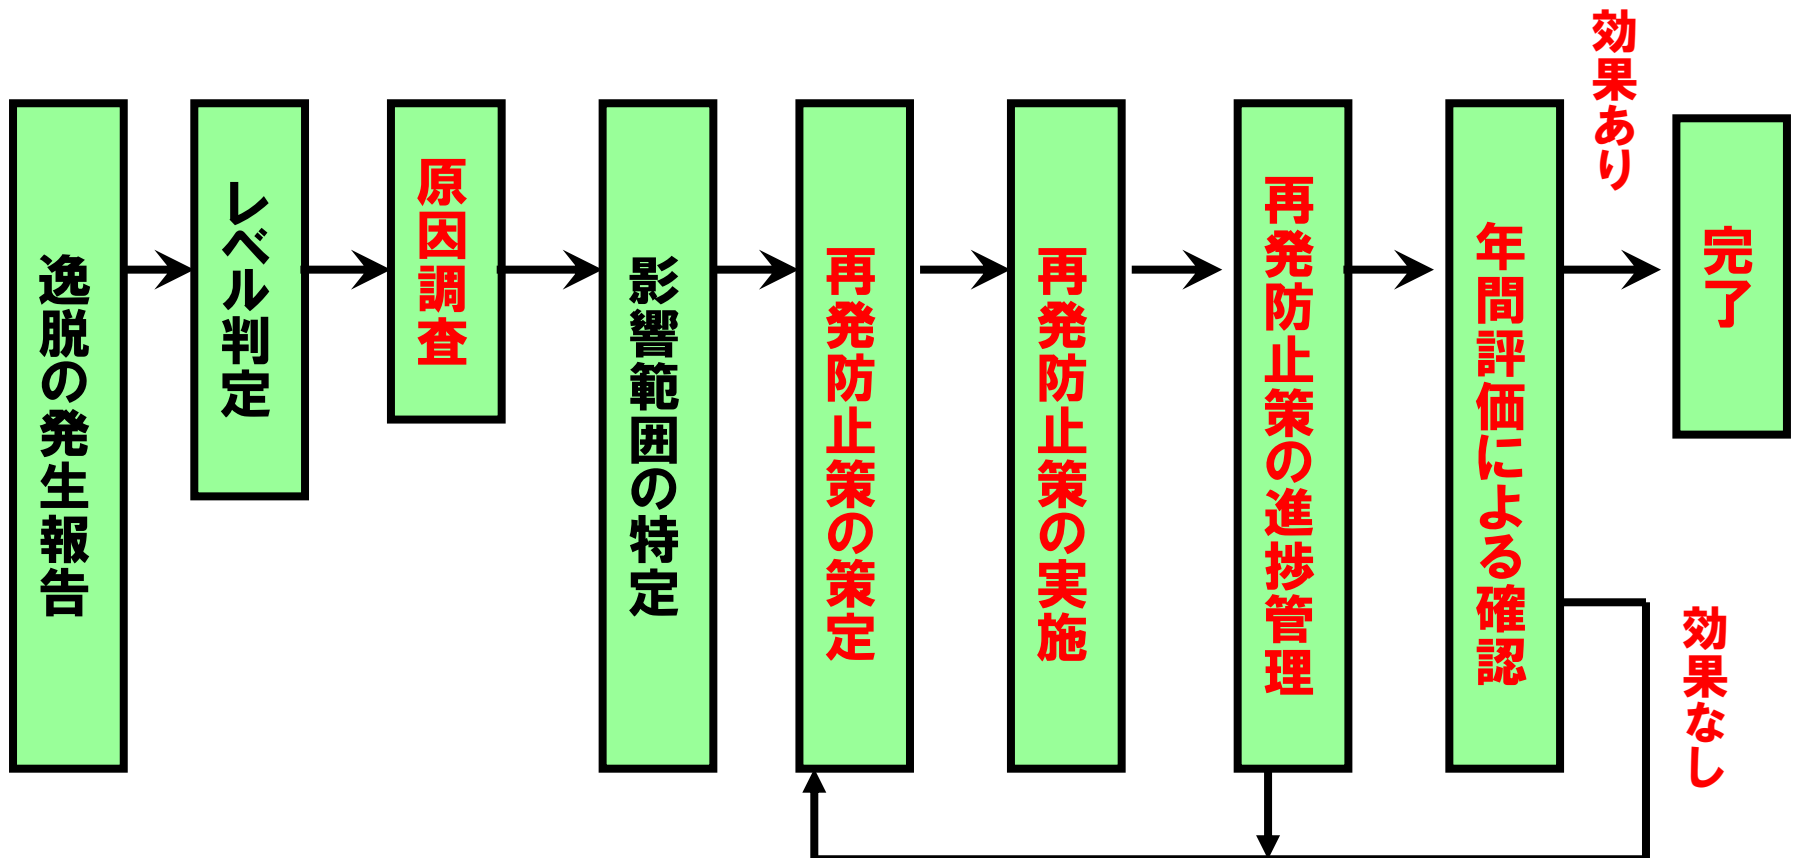 逸脱の発生報告
レベル判定
原因調査
影響範囲の特定
再発防止策の策定
再発防止策の実施
再発防止策の進捗管理
年間評価による確認
効果あり
効果なし
完了